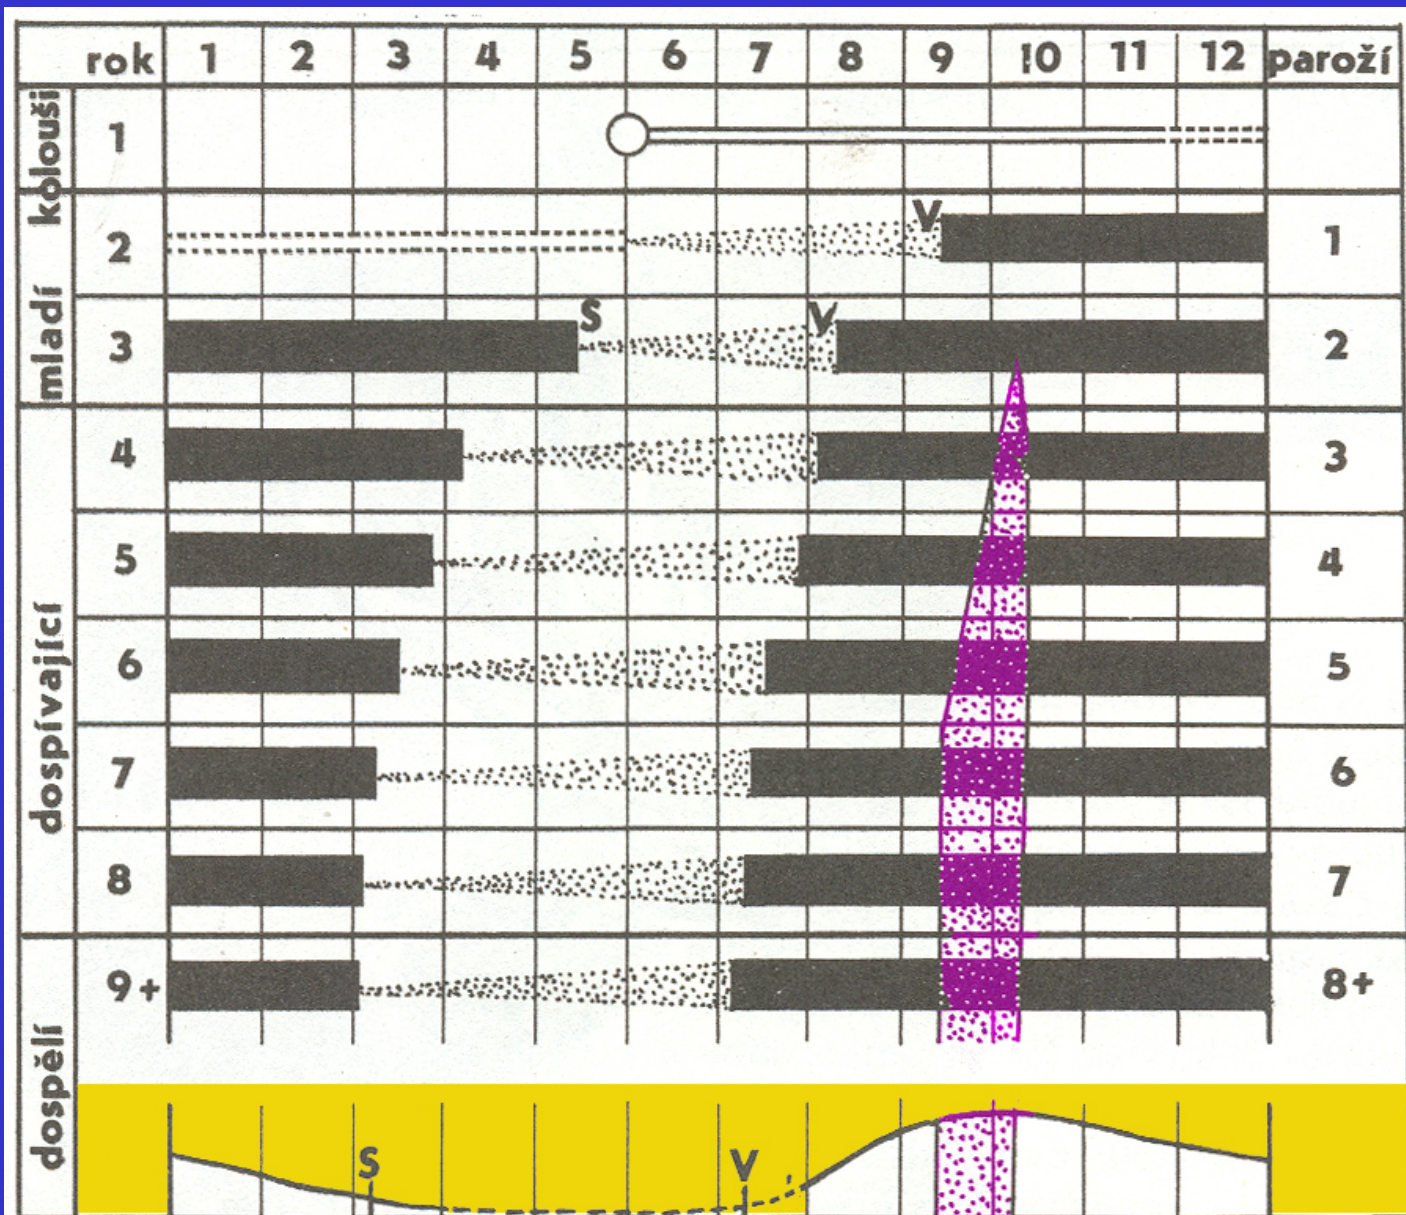 rok 1 2 3 4 5 6 7 8 9 10 11 12 paroží
kolouši
1
2 V 1
mladí
3 S V 2
dospívající
4 3
5 4
6 5
7 6
8 7
dospělí
9+ 8+
S V